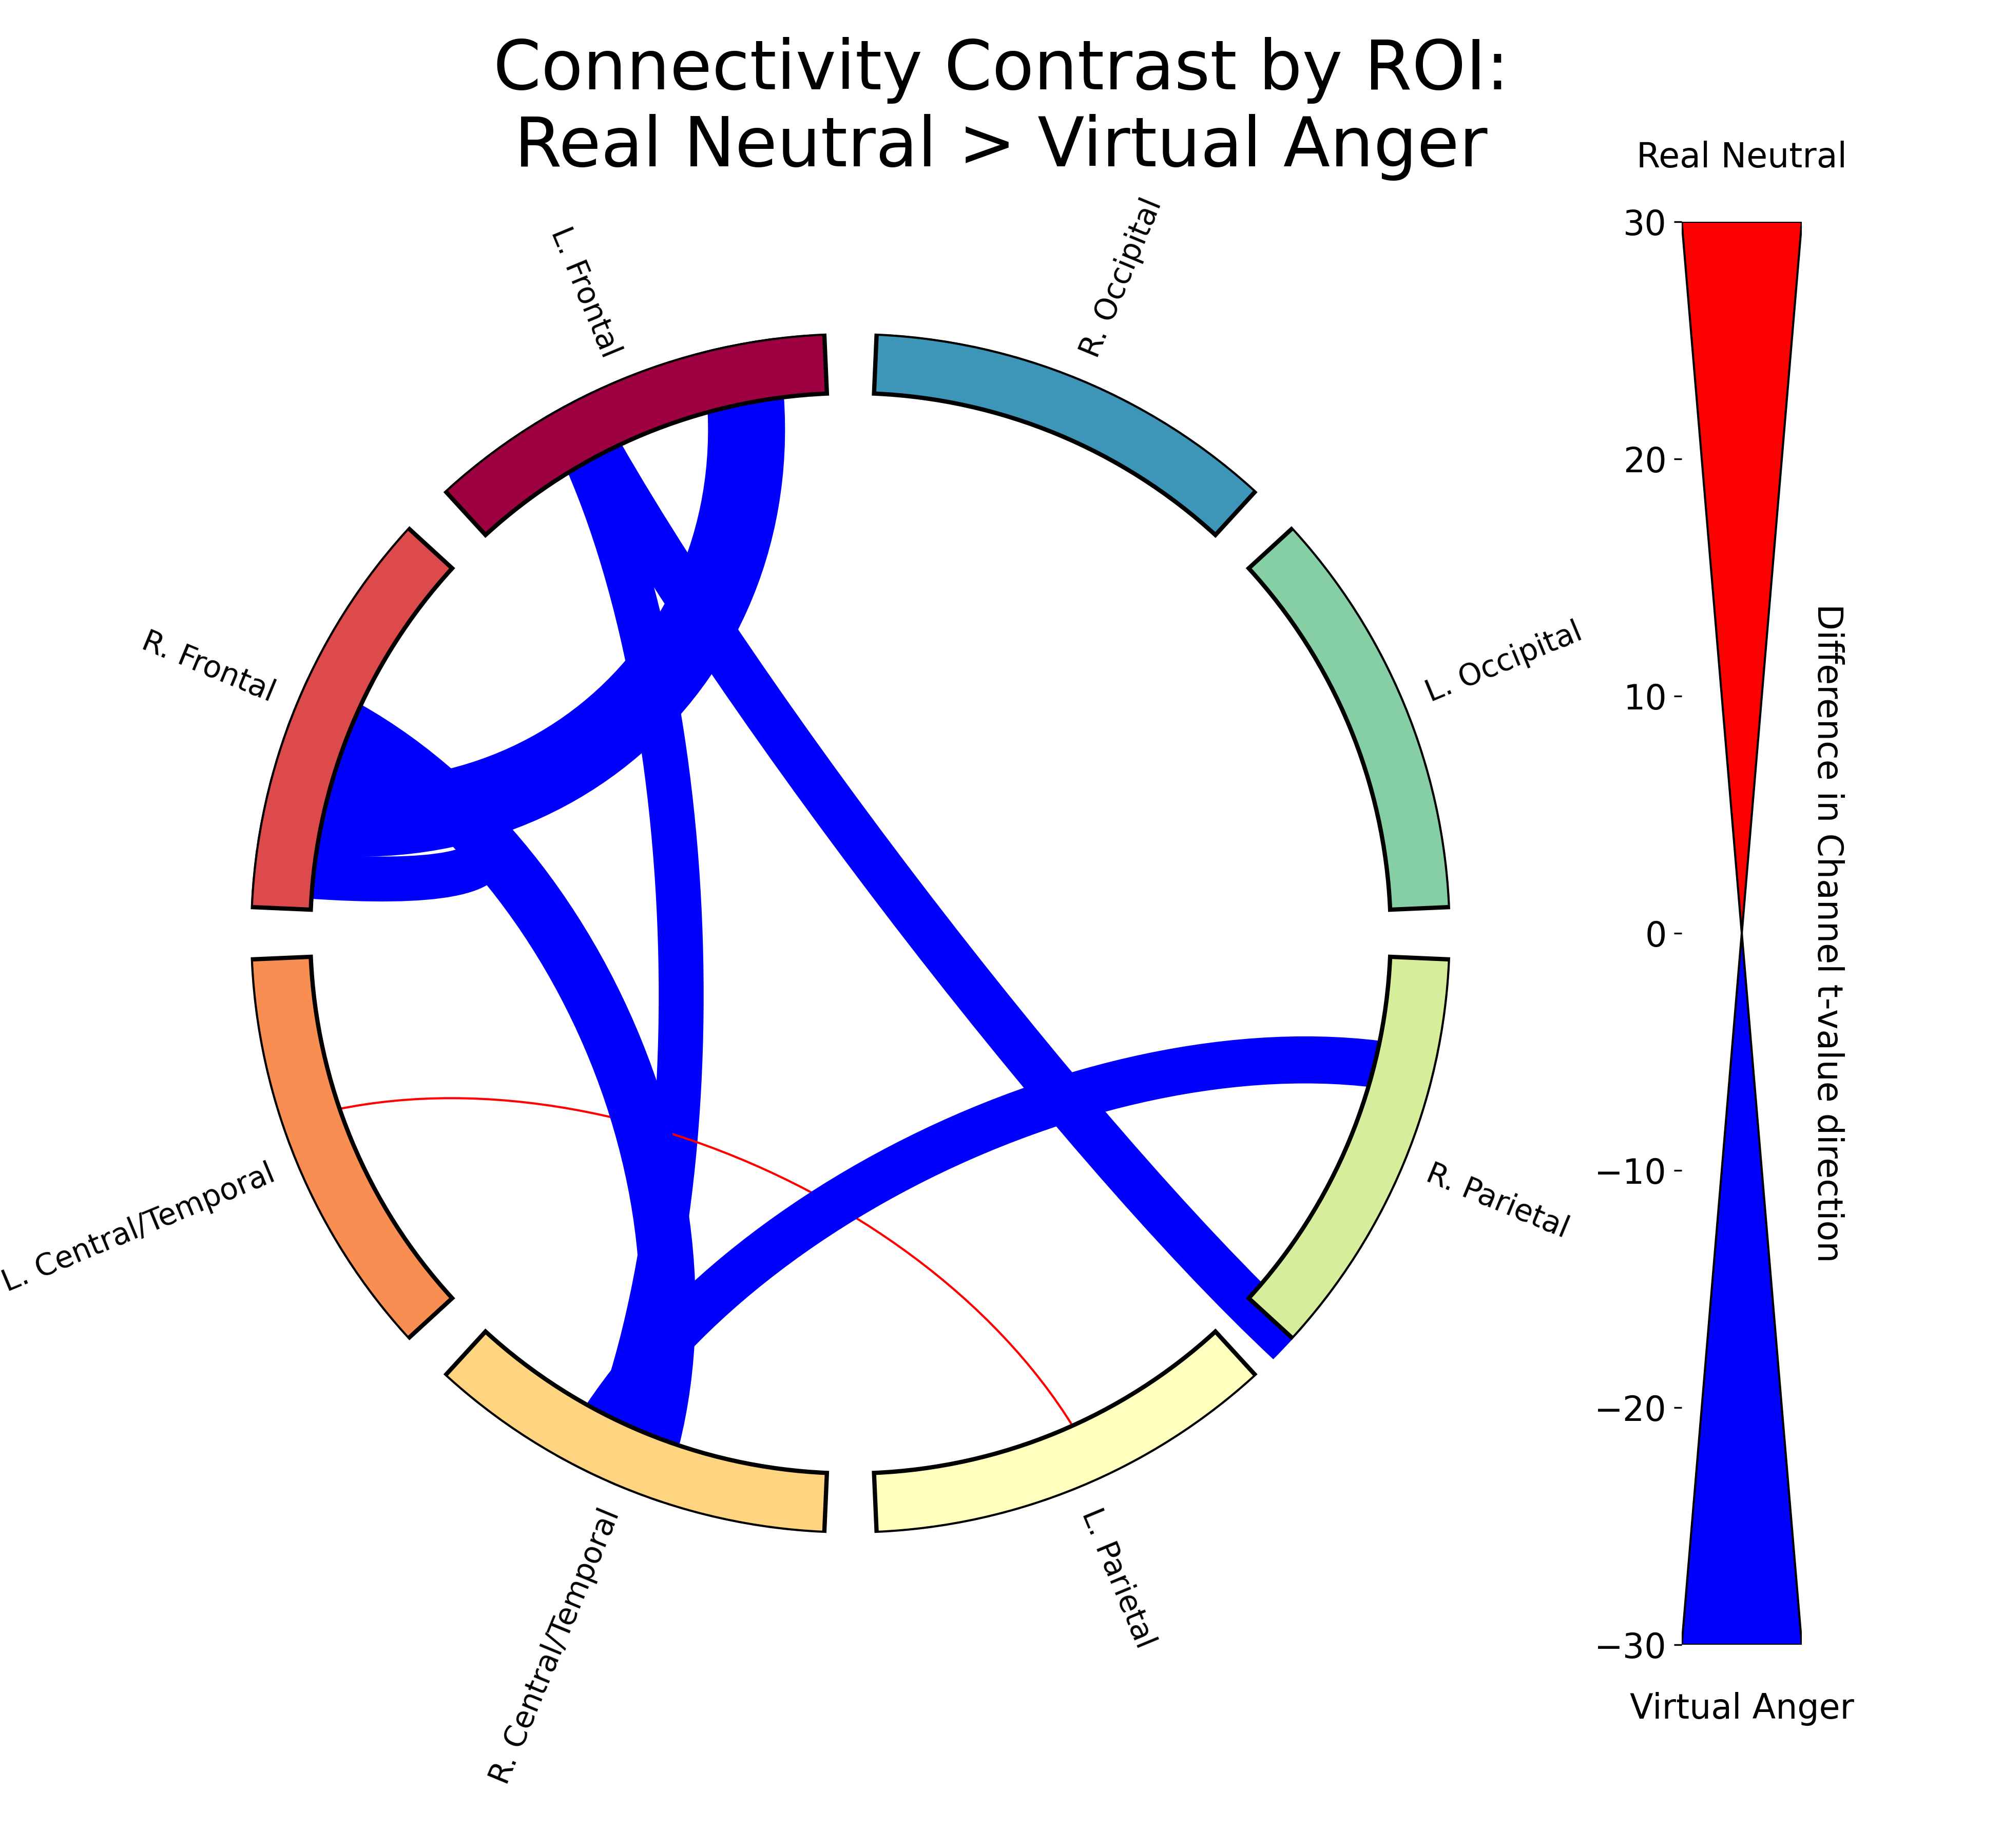 Connectivity Contrast by ROI:
Real Neutral > Virtual Anger
Real Neutral
L. Frontal
R. Occipital
R. Frontal
L. Occipital
L. Central/Temporal
R. Parietal
R. Central/Temporal
L. Parietal
30
20
10
0
−10
−20
−30
Difference in Channel t-value direction
Virtual Anger